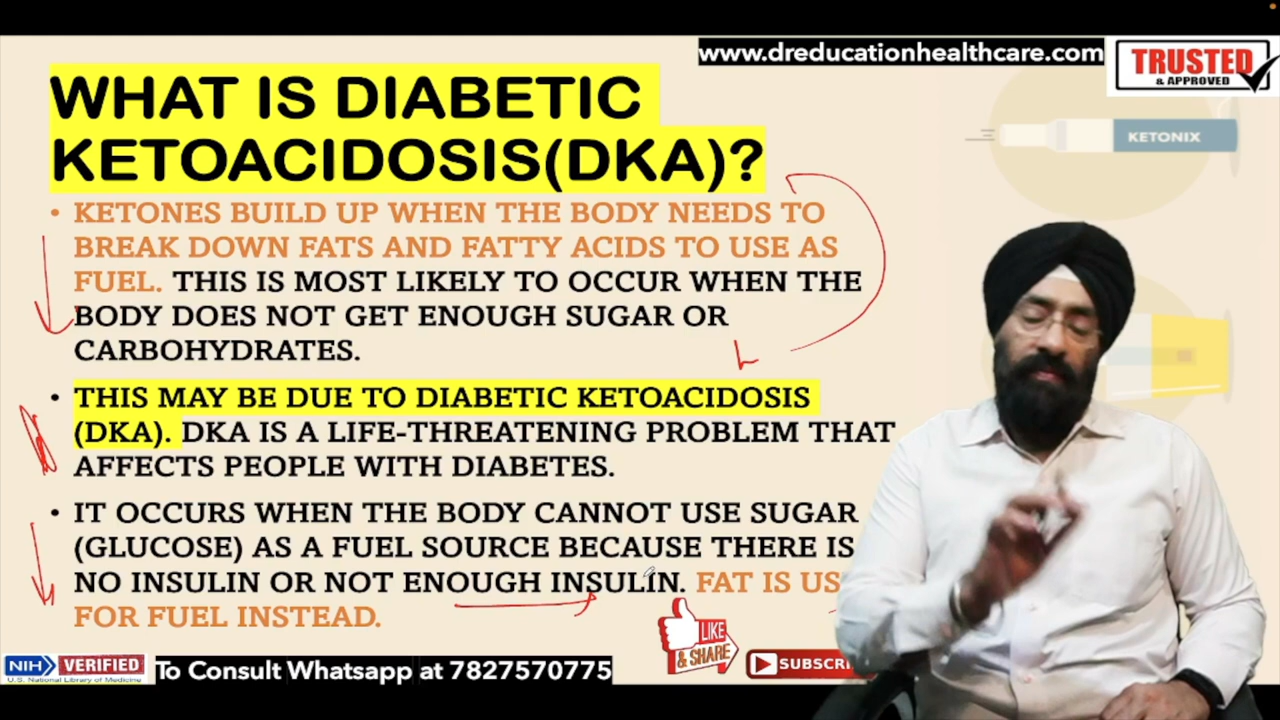 www.dreducationhealthcare.com
TRUSTED
& APPROVED
WHAT IS DIABETIC
KETOACIDOSIS(DKA)?
KETONIX
• KETONES BUILD UP WHEN THE BODY NEEDS TO
BREAK DOWN FATS AND FATTY ACIDS TO USE AS
FUEL. THIS IS MOST LIKELY TO OCCUR WHEN THE
BODY DOES NOT GET ENOUGH SUGAR OR
CARBOHYDRATES.
• THIS MAY BE DUE TO DIABETIC KETOACIDOSIS
(DKA). DKA IS A LIFE-THREATENING PROBLEM THAT
AFFECTS PEOPLE WITH DIABETES.
• IT OCCURS WHEN THE BODY CANNOT USE SUGAR
(GLUCOSE) AS A FUEL SOURCE BECAUSE THERE IS
NO INSULIN OR NOT ENOUGH INSULIN. FAT IS US
FOR FUEL INSTEAD.
LIKE
& SHARE
NIH VERIFIED
U.S. National Library of Medicine
To Consult Whatsapp at 7827570775
SUBSCRI